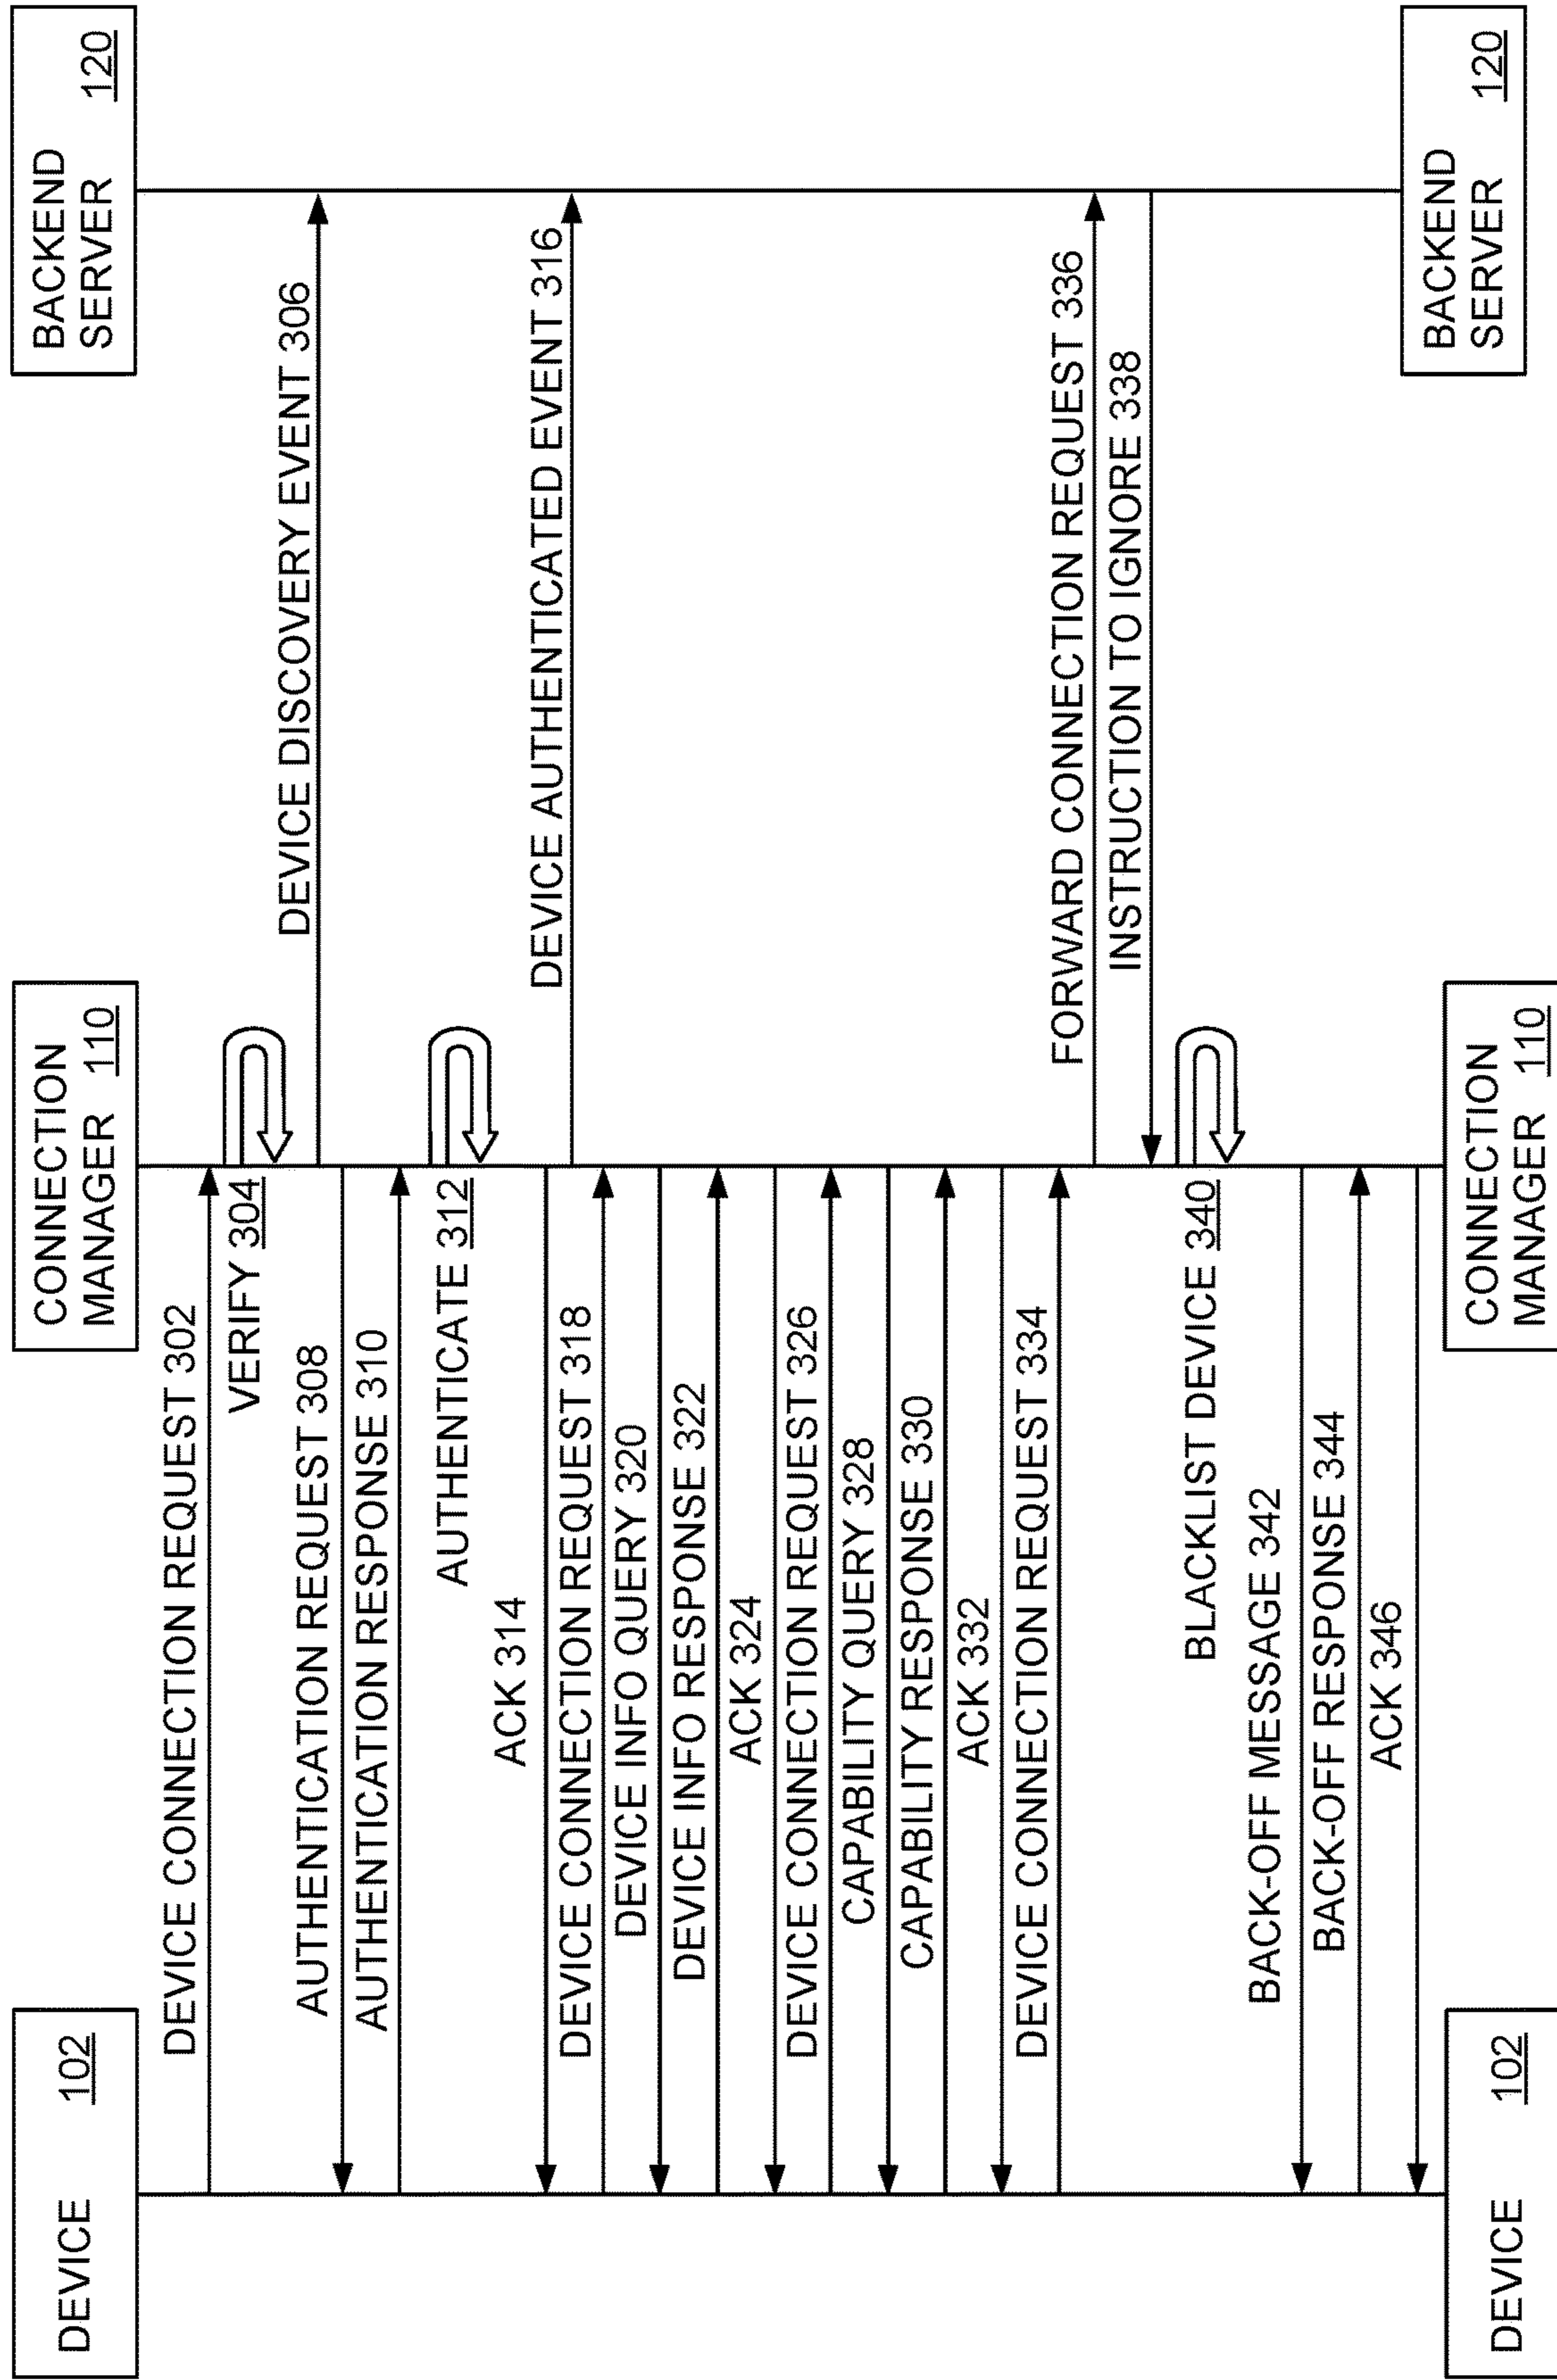 DEVICE 102
CONNECTION
MANAGER 110
BACKEND
SERVER 120
DEVICE CONNECTION REQUEST 302
VERIFY 304
DEVICE DISCOVERY EVENT 306
AUTHENTICATION REQUEST 308
AUTHENTICATION RESPONSE 310
AUTHENTICATE 312
ACK 314
DEVICE AUTHENTICATED EVENT 316
DEVICE CONNECTION REQUEST 318
DEVICE INFO QUERY 320
DEVICE INFO RESPONSE 322
ACK 324
DEVICE CONNECTION REQUEST 326
CAPABILITY QUERY 328
CAPABILITY RESPONSE 330
ACK 332
DEVICE CONNECTION REQUEST 334
FORWARD CONNECTION REQUEST 336
INSTRUCTION TO IGNORE 338
BLACKLIST DEVICE 340
BACK-OFF MESSAGE 342
BACK-OFF RESPONSE 344
ACK 346
DEVICE 102
CONNECTION
MANAGER 110
BACKEND
SERVER 120